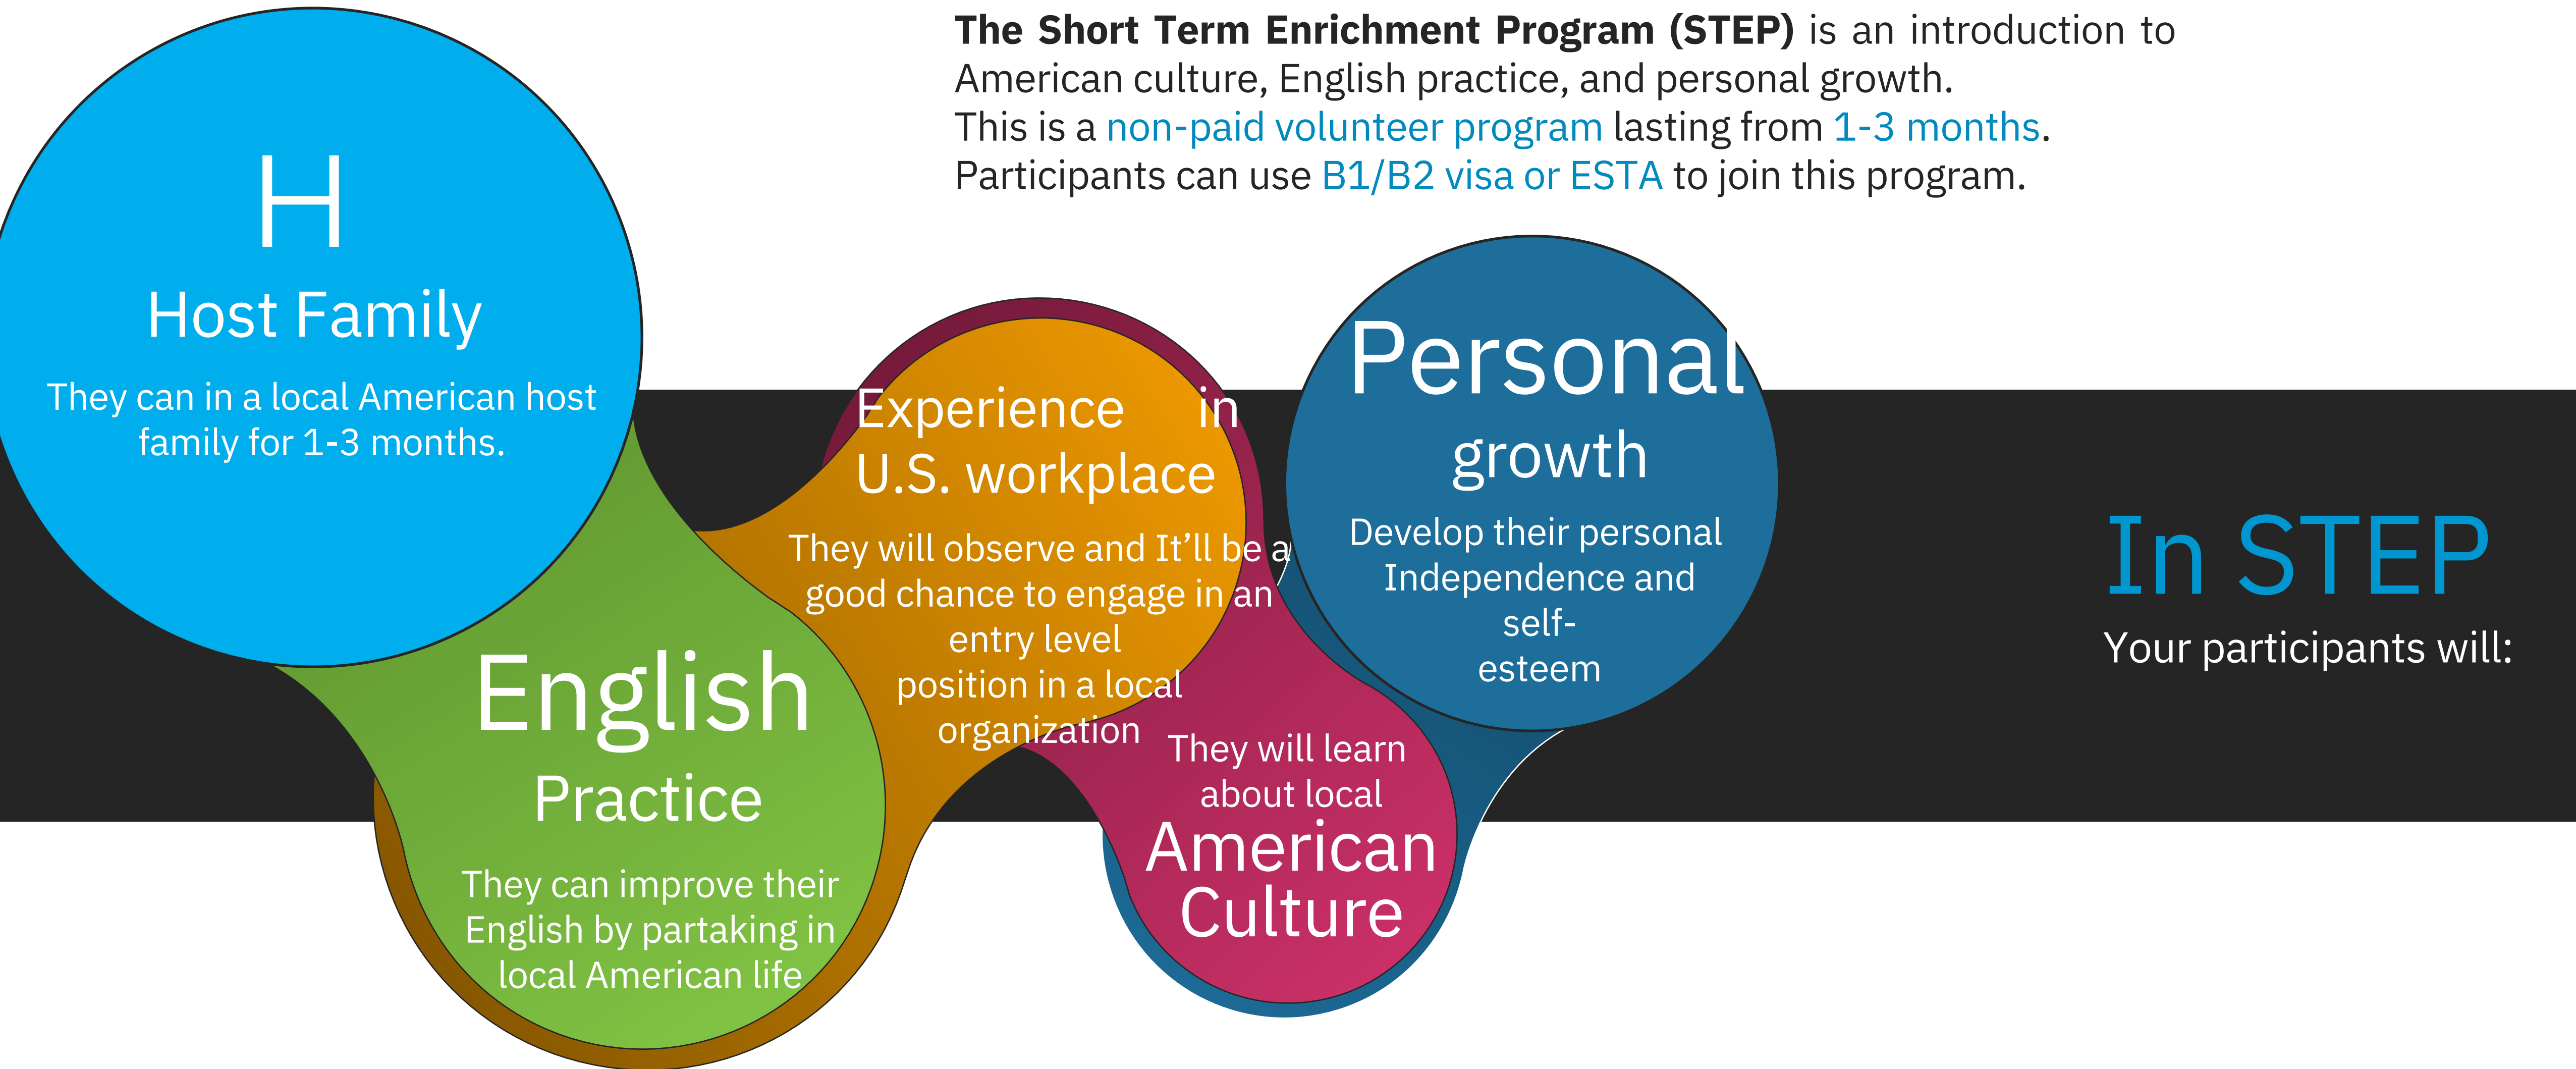 The Short Term Enrichment Program (STEP) is an introduction to
American culture, English practice, and personal growth.
This is a non-paid volunteer program lasting from 1-3 months.
Participants can use B1/B2 visa or ESTA to join this program.
H
Host Family
They can in a local American host
family for 1-3 months.
English
Practice
They can improve their
English by partaking in
local American life
Experience in
U.S. workplace
They will observe and It’ll be a
good chance to engage in an
entry level
position in a local
organization
They will learn
about local
American
Culture
Personal
growth
Develop their personal
Independence and
self-
esteem
In STEP
Your participants will: